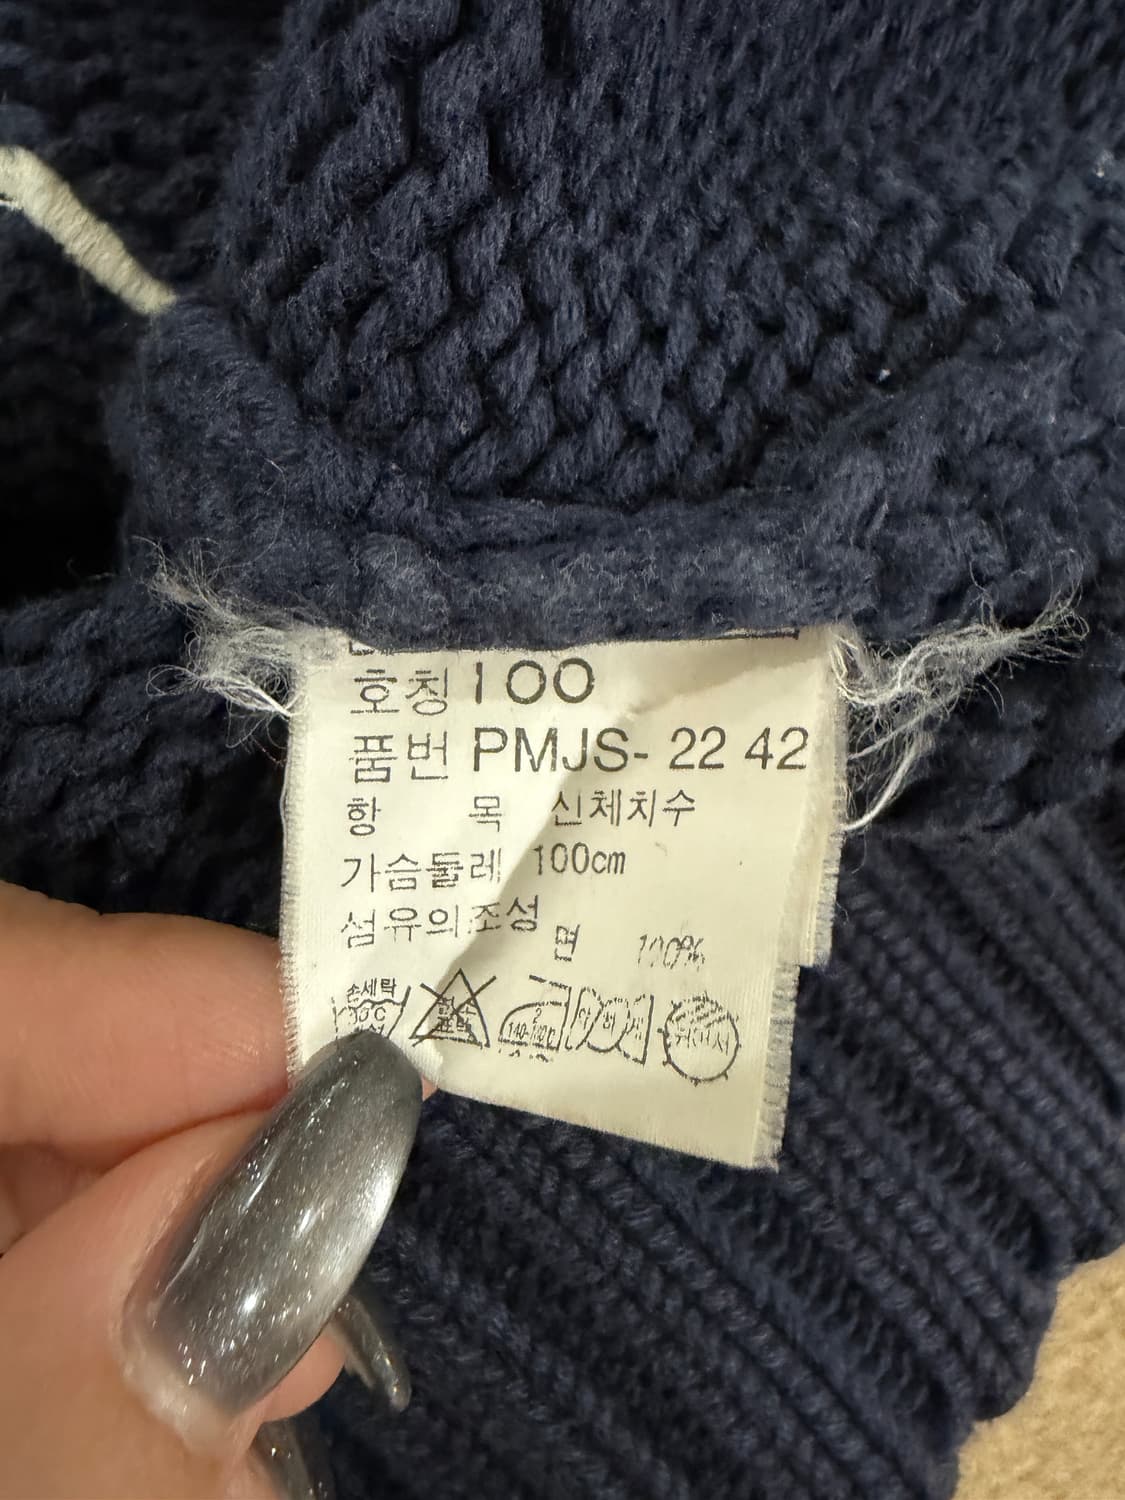 호칭 100
품번 PMJS- 22 42
항 목 신체치수
가슴둘레 100cm
섬유의조성
면 100%
손세탁